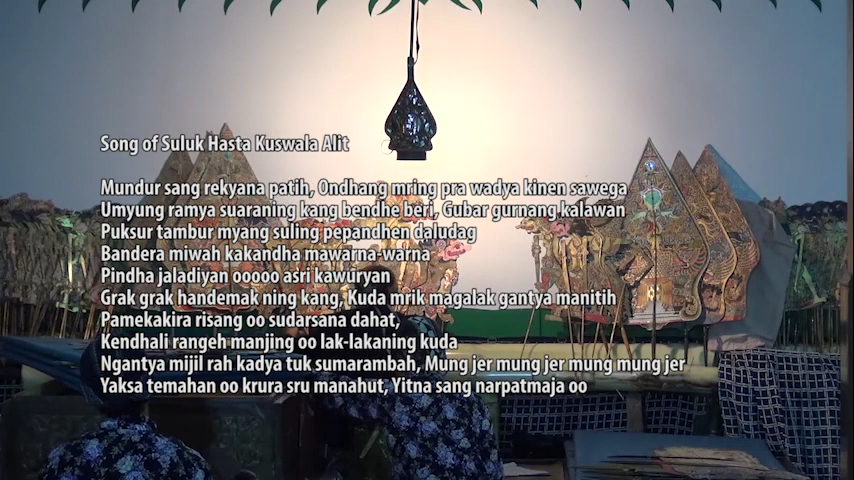 Song of Suluk Hasta Kuswala Alit
Mundur sang rekyana patih, Ondhang mring pra wadya kinen sawega
Umyung ramya suaraning kang bendhe beri, Gubar gurnang kalawan
Puksur tambur myang suling pepandhen daludag
Bandera miwah kakandha mawarna-warna
Pindha jaladiyan ooooo asri kawuryan
Grak grak handemak ning kang, Kuda mrik magalak gantya manitih
Pamekakira risang oo sudarsana dahat,
Kendhali rangeh manjing oo lak-lakaning kuda
Ngantya mijil rah kadya tuk sumarambah, Mung jer mung jer mung mung jer
Yaksa temahan oo krura sru manahut, Yitna sang narpatmaja oo